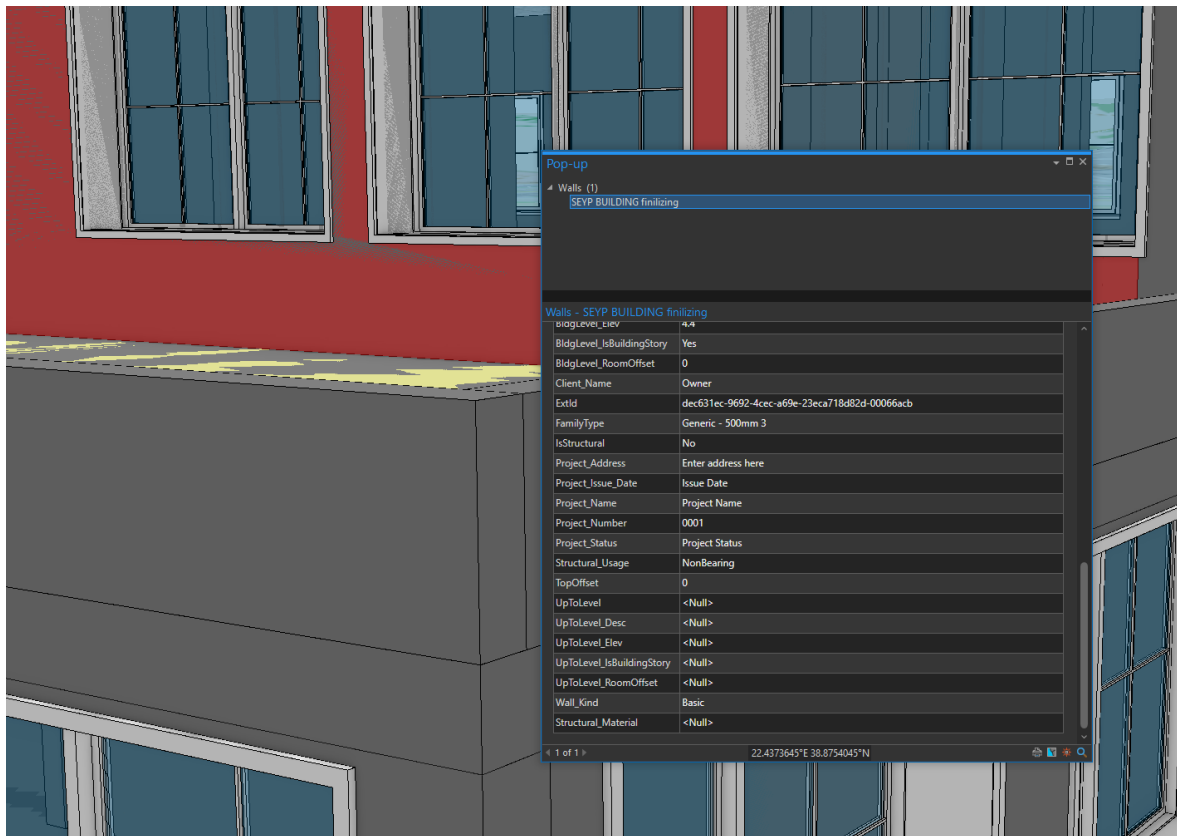 Pop-up
Walls (1)
SEYP BUILDING finilizing
Walls - SEYP BUILDING finilizing
BldgLevel_Elev 4.4
BldgLevel_IsBuildingStory Yes
BldgLevel_RoomOffset 0
Client_Name Owner
ExtId dec631ec-9692-4cec-a69e-23eca718d82d-00066acb
FamilyType Generic - 500mm 3
IsStructural No
Project_Address Enter address here
Project_Issue_Date Issue Date
Project_Name Project Name
Project_Number 0001
Project_Status Project Status
Structural_Usage NonBearing
TopOffset 0
UpToLevel <Null>
UpToLevel_Desc <Null>
UpToLevel_Elev <Null>
UpToLevel_IsBuildingStory <Null>
UpToLevel_RoomOffset <Null>
Wall_Kind Basic
Structural_Material <Null>
1 of 1 22.4373645°E 38.8754045°N